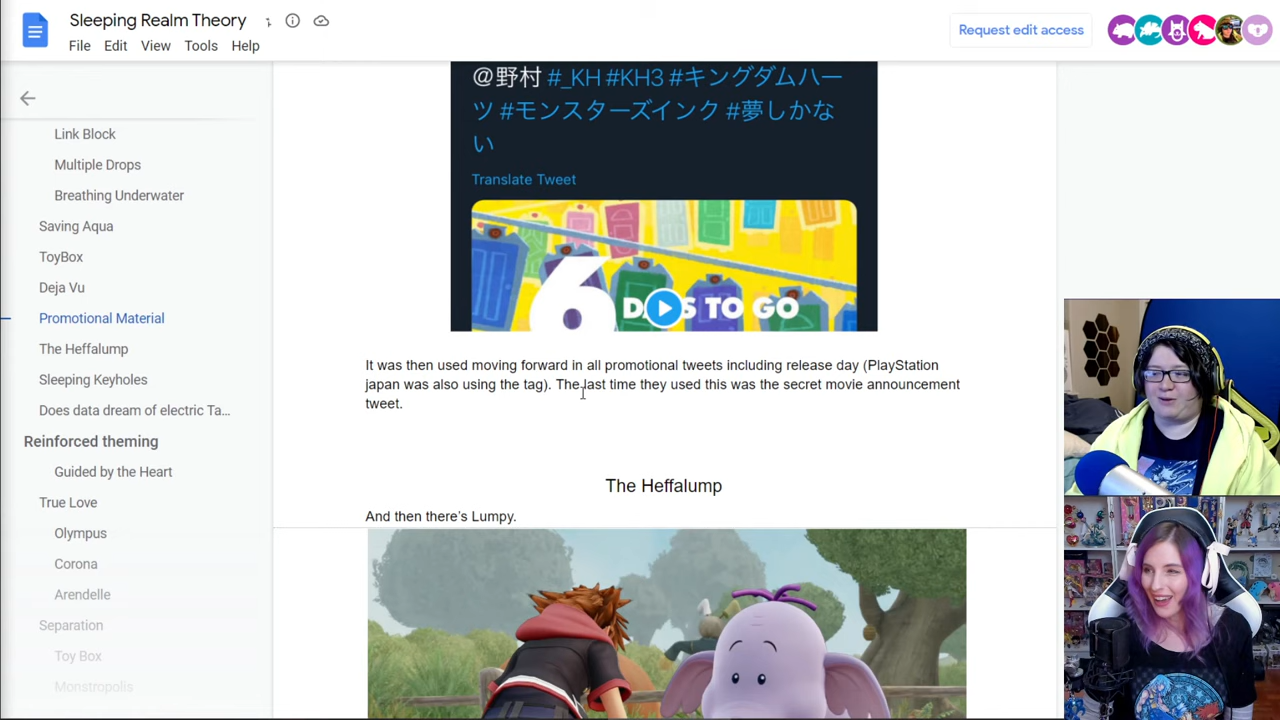 Sleeping Realm Theory
File Edit View Tools Help
Request edit access
Link Block
Multiple Drops
Breathing Underwater
Saving Aqua
ToyBox
Deja Vu
Promotional Material
The Heffalump
Sleeping Keyholes
Does data dream of electric Ta...
Reinforced theming
Guided by the Heart
True Love
Olympus
Corona
Arendelle
Separation
Toy Box
Monstropolis
@野村 #_KH #KH3 #キングダムハー
ツ #モンスターズインク #夢しかな
い
Translate Tweet
6 DAYS TO GO
It was then used moving forward in all promotional tweets including release day (PlayStation
japan was also using the tag). The last time they used this was the secret movie announcement
tweet.
The Heffalump
And then there's Lumpy.